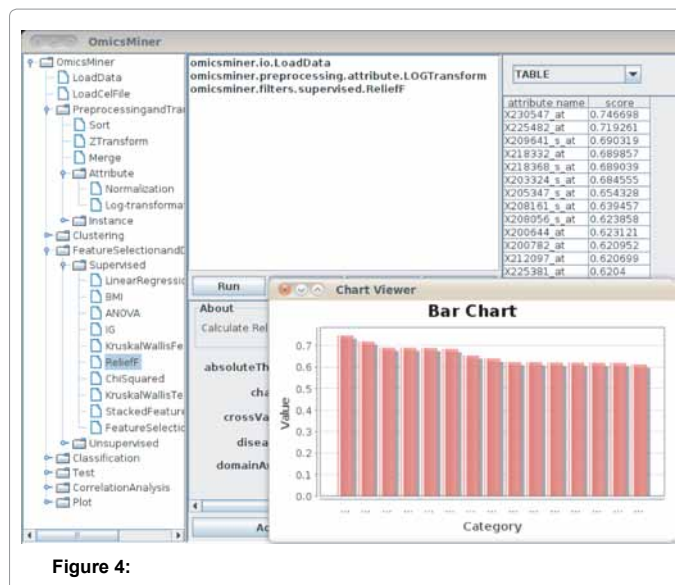 OmicsMiner
OmicsMiner
LoadData
LoadCelFile
PreprocessingandTra
Sort
ZTransform
Merge
Attribute
Normalization
Log-transforma
Instance
Clustering
FeatureSelectionand
Supervised
LinearRegressio
BMI
ANOVA
IG
KruskalWallisFe
ReliefF
ChiSquared
KruskalWallisTe
StackedFeature
FeatureSelectio
Unsupervised
Classification
Test
CorrelationAnalysis
Plot
omicsminer.io.LoadData
omicsminer.preprocessing.attribute.LOGTransform
omicsminer.filters.supervised.ReliefF
Run
About
Calculate Rel
absoluteTh
cha
crossVa
disea
domainA
Ac
TABLE
attribute name score
X230547_at 0.746698
X225482_at 0.719261
X209641_s_at 0.690319
X218332_at 0.689857
X218368_s_at 0.689039
X203324_s_at 0.684555
X205347_s_at 0.654328
X208161_s_at 0.639457
X208056_s_at 0.623858
X200644_at 0.623121
X200782_at 0.620952
X212097_at 0.620699
X225381_at 0.6204
Chart Viewer
Bar Chart
Value
0.7
0.6
0.5
0.4
0.3
0.2
0.1
0.0
... ... ... ... ... ... ... ... ... ... ... ... ... ...
Category
Figure 4: